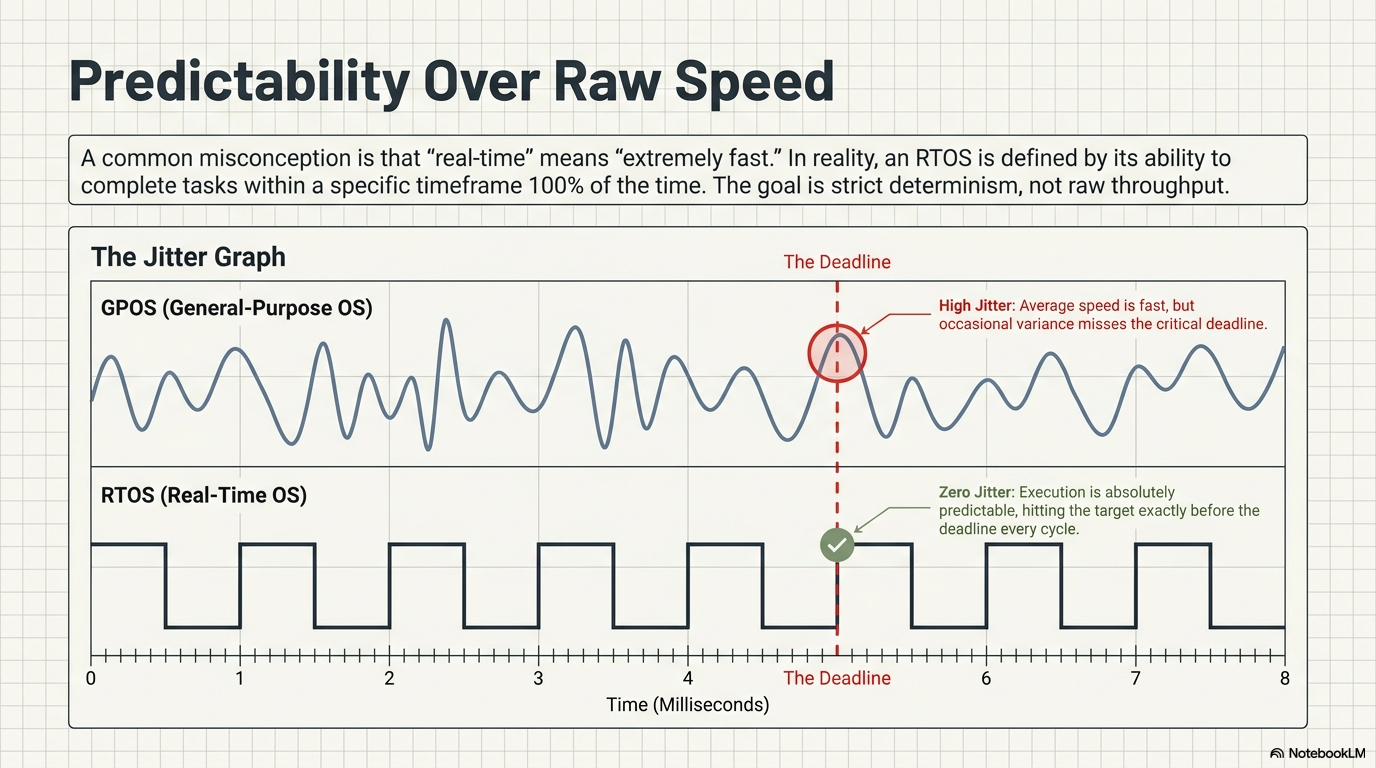 Predictability Over Raw Speed
A common misconception is that “real-time” means “extremely fast.” In reality, an RTOS is defined by its ability to
complete tasks within a specific timeframe 100% of the time. The goal is strict determinism, not raw throughput.
The Jitter Graph
The Deadline
GPOS (General-Purpose OS)
High Jitter: Average speed is fast, but
occasional variance misses the critical deadline.
RTOS (Real-Time OS)
Zero Jitter: Execution is absolutely
predictable, hitting the target exactly before the
deadline every cycle.
0 1 2 3 4 The Deadline 6 7 8
Time (Milliseconds)
NotebookLM